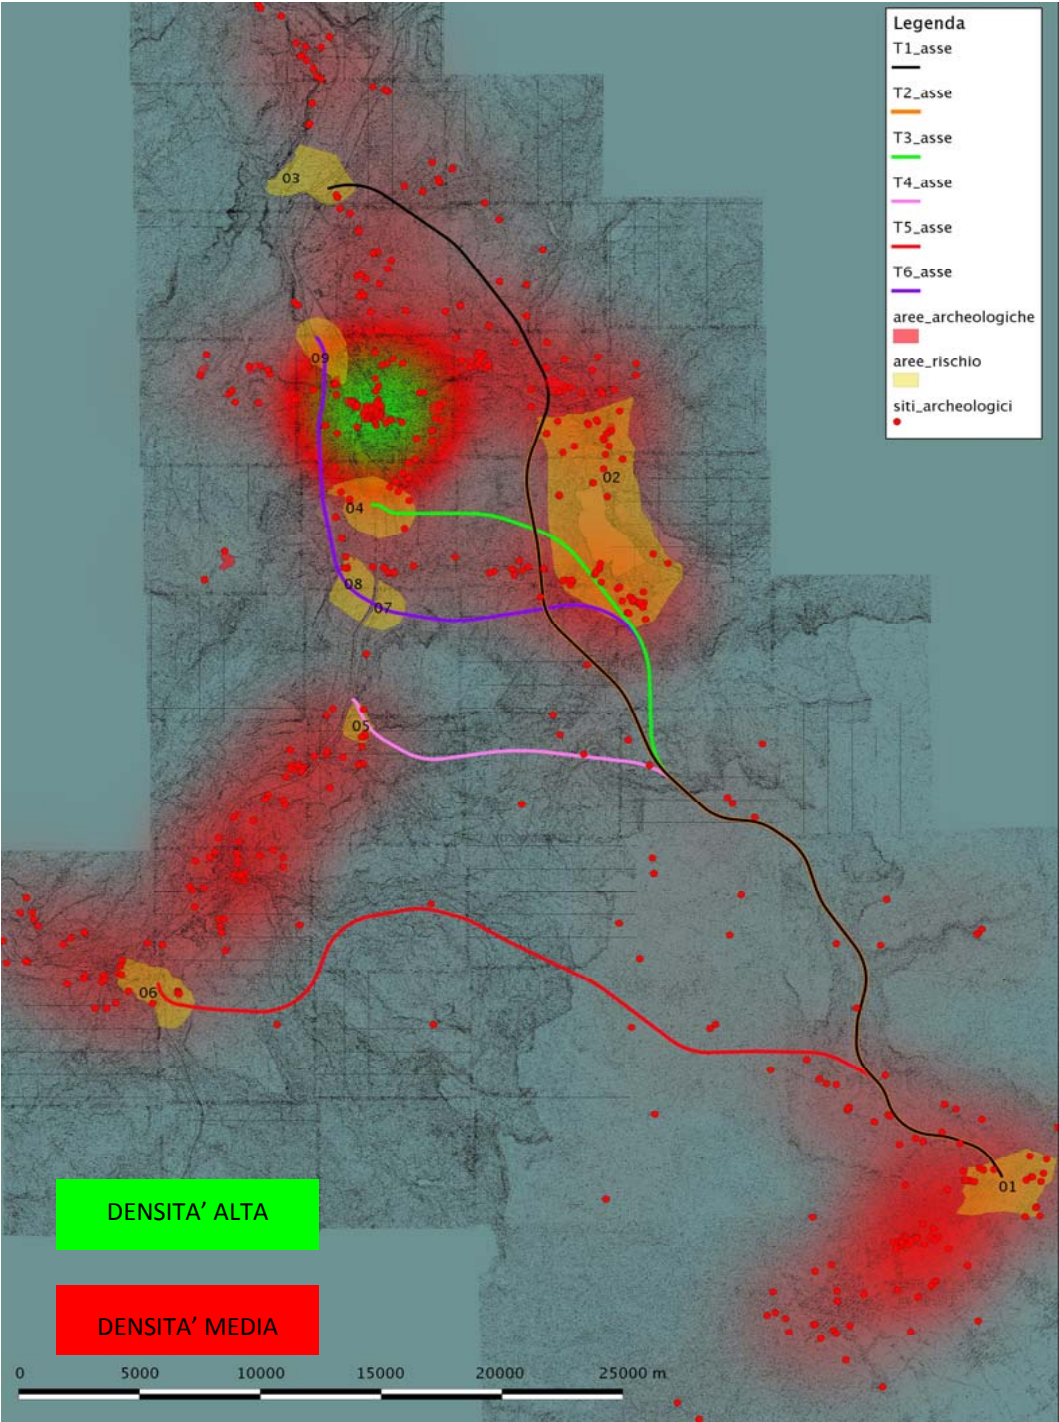 Legenda
T1_asse
T2_asse
T3_asse
T4_asse
T5_asse
T6_asse
aree_archeologiche
aree_rischio
siti_archeologici
03
09
02
04
08
07
05
06
01
DENSITA’ ALTA
DENSITA’ MEDIA
0 5000 10000 15000 20000 25000 m